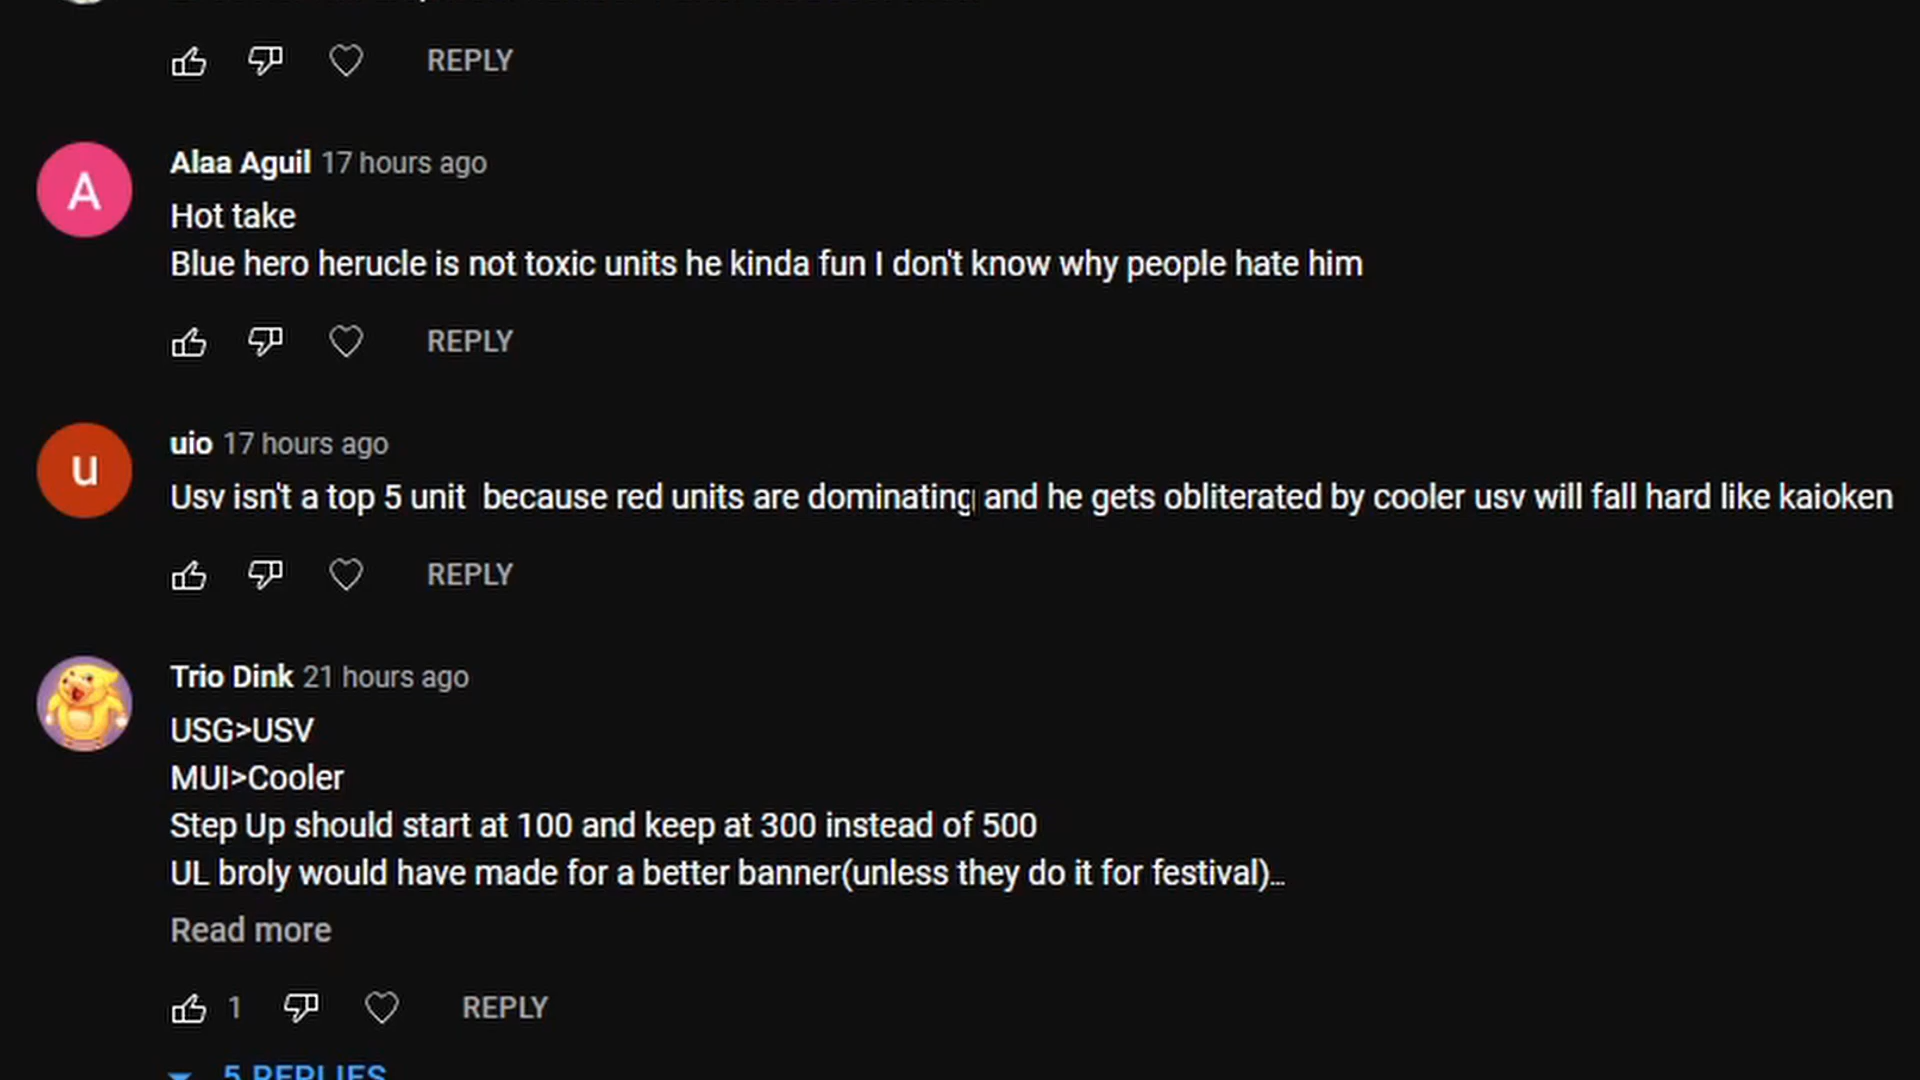 REPLY
A
Alaa Aguil 17 hours ago
Hot take
Blue hero herucle is not toxic units he kinda fun I don't know why people hate him
REPLY
u
uio 17 hours ago
Usv isn't a top 5 unit  because red units are dominating and he gets obliterated by cooler usv will fall hard like kaioken
REPLY
Trio Dink 21 hours ago
USG>USV
MUI>Cooler
Step Up should start at 100 and keep at 300 instead of 500
UL broly would have made for a better banner(unless they do it for festival)...
Read more
1 REPLY
5 REPLIES